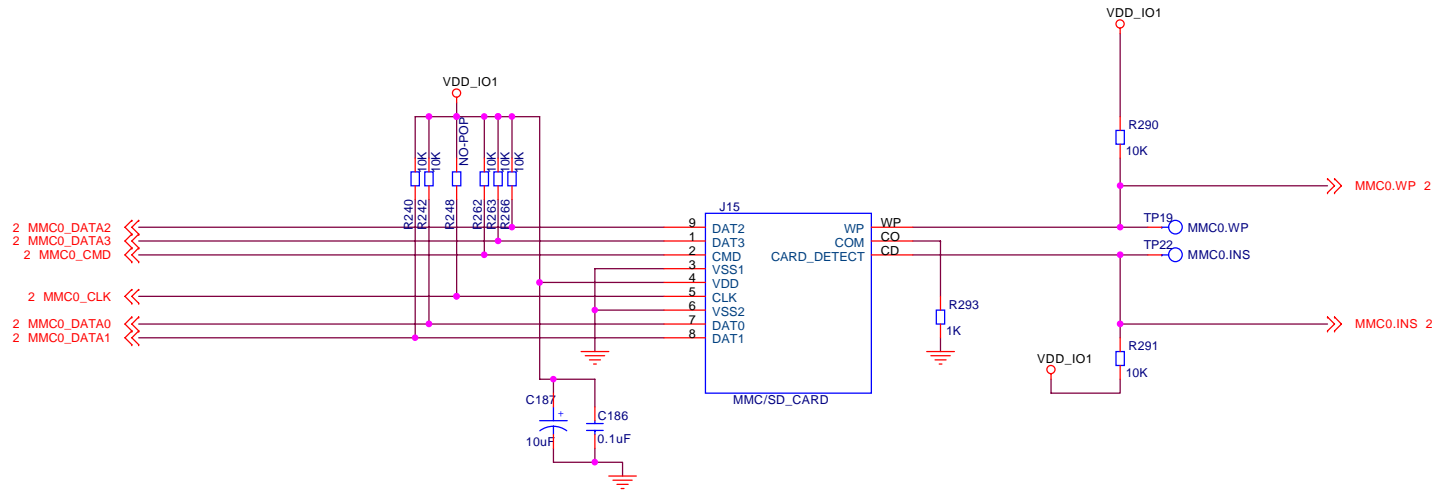 VDD_IO1
VDD_IO1
R290
10K
10K
10K
NO-POP
10K
10K
10K
R240
R242
R248
R262
R263
R266
MMC0.WP 2
J15
2 MMC0_DATA2
9 DAT2
WP WP
TP19
MMC0.WP
2 MMC0_DATA3
1 DAT3
COM CO
2 MMC0_CMD
2 CMD
CARD_DETECT CD
TP22
MMC0.INS
3 VSS1
4 VDD
2 MMC0_CLK
5 CLK
6 VSS2
R293
1K
2 MMC0_DATA0
7 DAT0
MMC0.INS 2
2 MMC0_DATA1
8 DAT1
R291
10K
VDD_IO1
MMC/SD_CARD
C187
+
10uF
C186
0.1uF